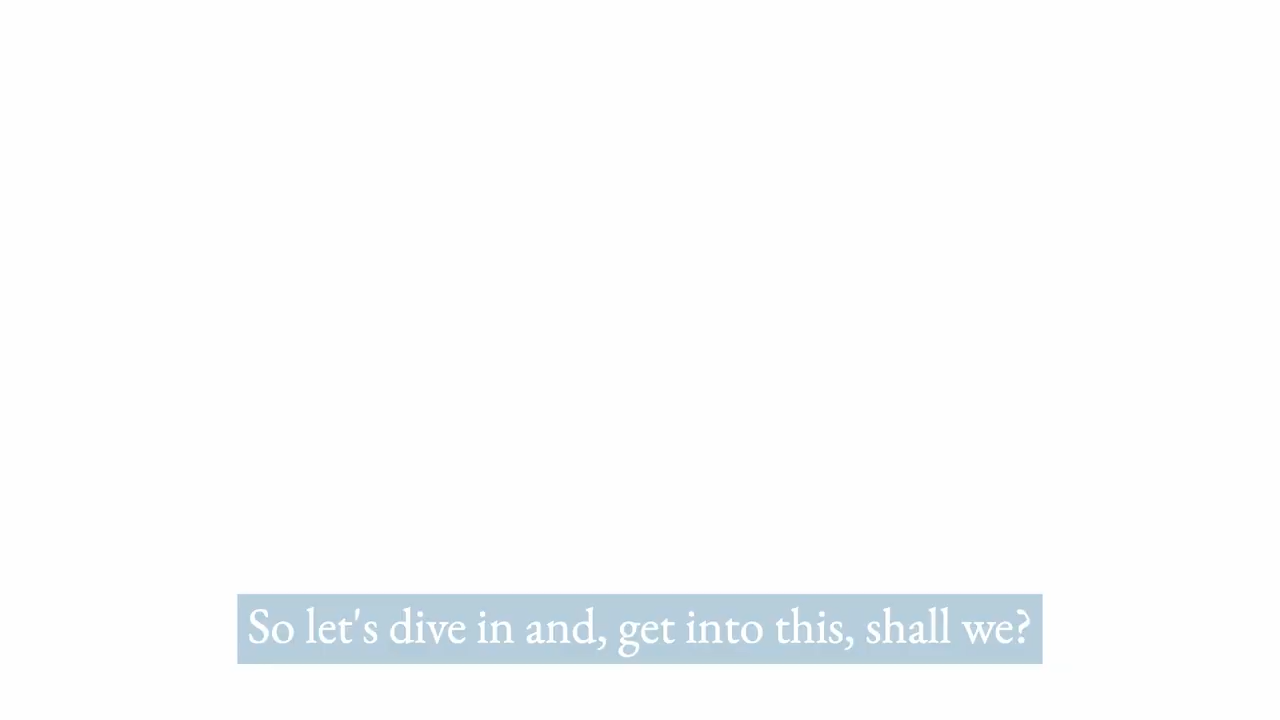 So let's dive in and, get into this, shall we?